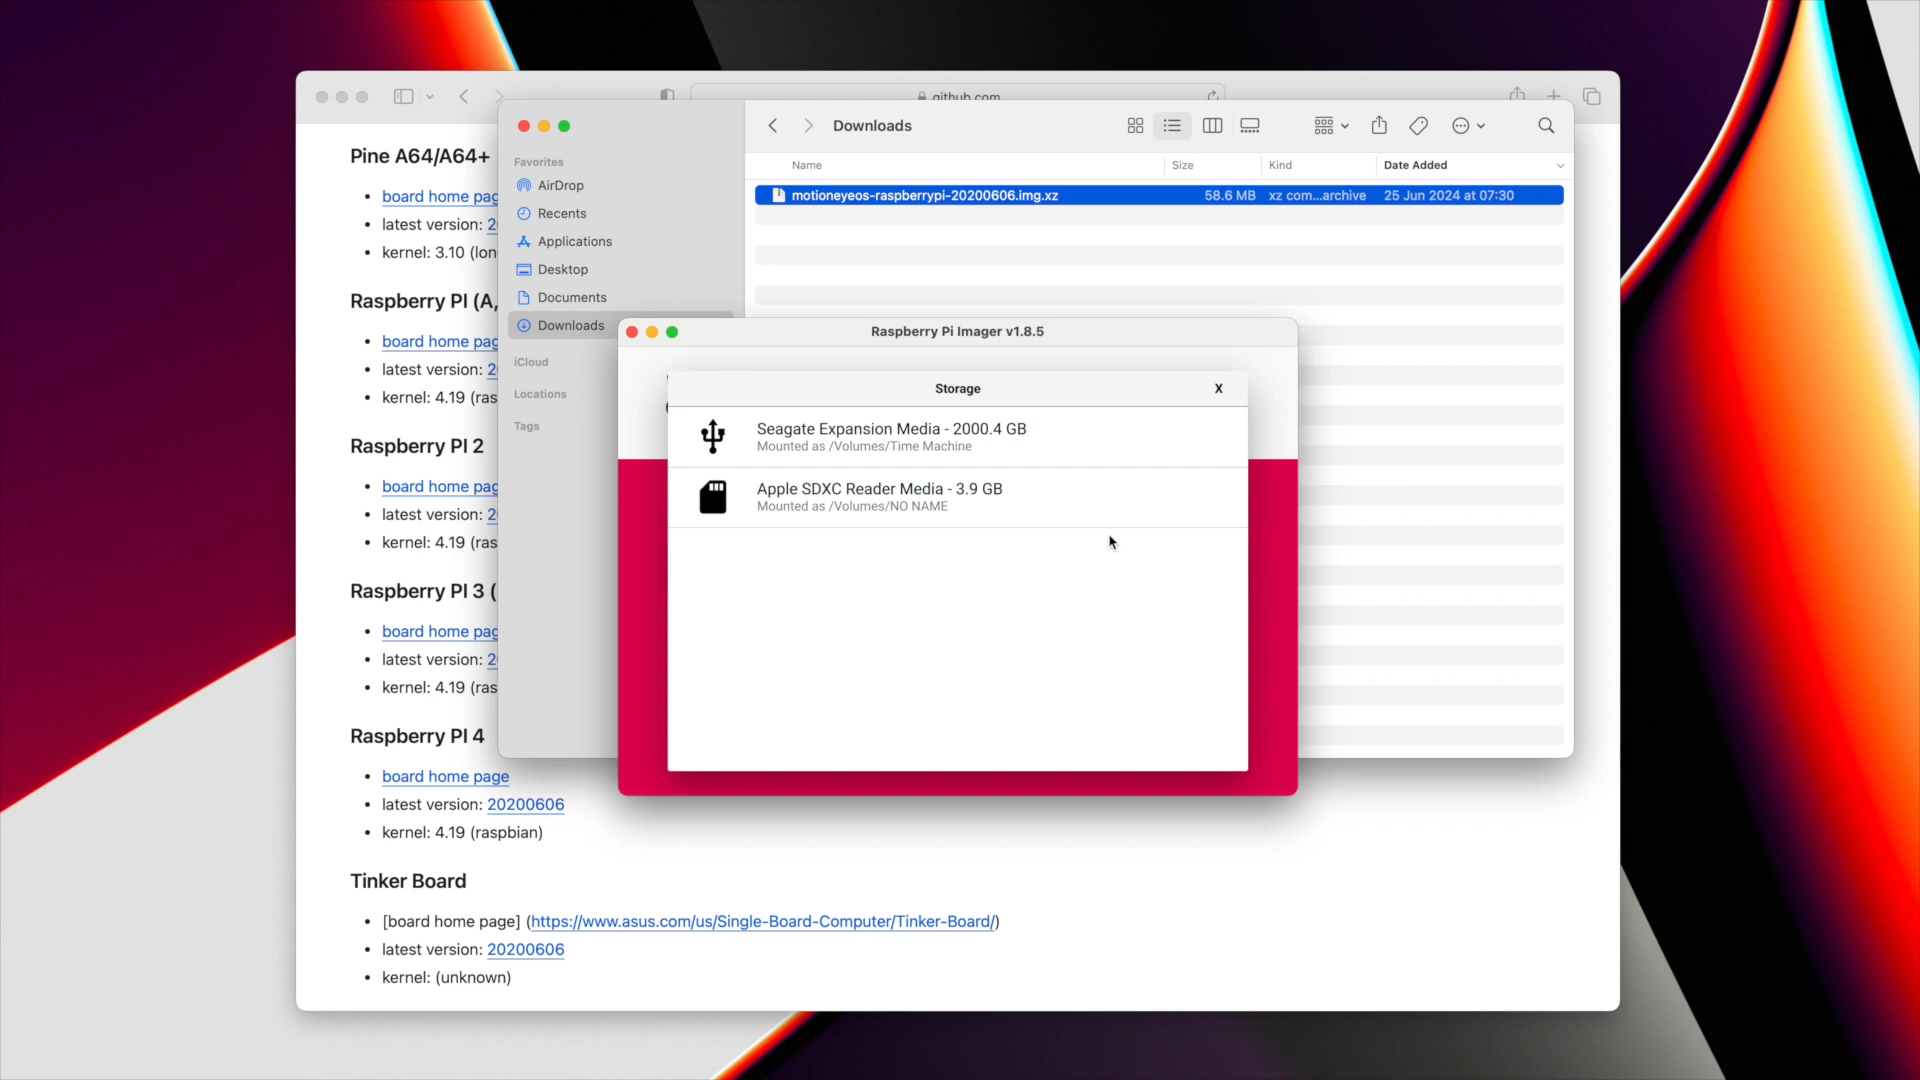 github.com
Pine A64/A64+
board home pag
latest version: 2
kernel: 3.10 (lon
Raspberry PI (A,
board home pag
latest version: 2
kernel: 4.19 (ras
Raspberry PI 2
board home pag
latest version: 2
kernel: 4.19 (ras
Raspberry PI 3 (
board home pag
latest version: 2
kernel: 4.19 (ras
Raspberry PI 4
board home page
latest version: 20200606
kernel: 4.19 (raspbian)
Tinker Board
[board home page] (https://www.asus.com/us/Single-Board-Computer/Tinker-Board/)
latest version: 20200606
kernel: (unknown)
Favorites
AirDrop
Recents
Applications
Desktop
Documents
Downloads
iCloud
Locations
Tags
Downloads
Name Size Kind Date Added
motioneyeos-raspberrypi-20200606.img.xz 58.6 MB xz com...archive 25 Jun 2024 at 07:30
Raspberry Pi Imager v1.8.5
Storage X
Seagate Expansion Media - 2000.4 GB
Mounted as /Volumes/Time Machine
Apple SDXC Reader Media - 3.9 GB
Mounted as /Volumes/NO NAME